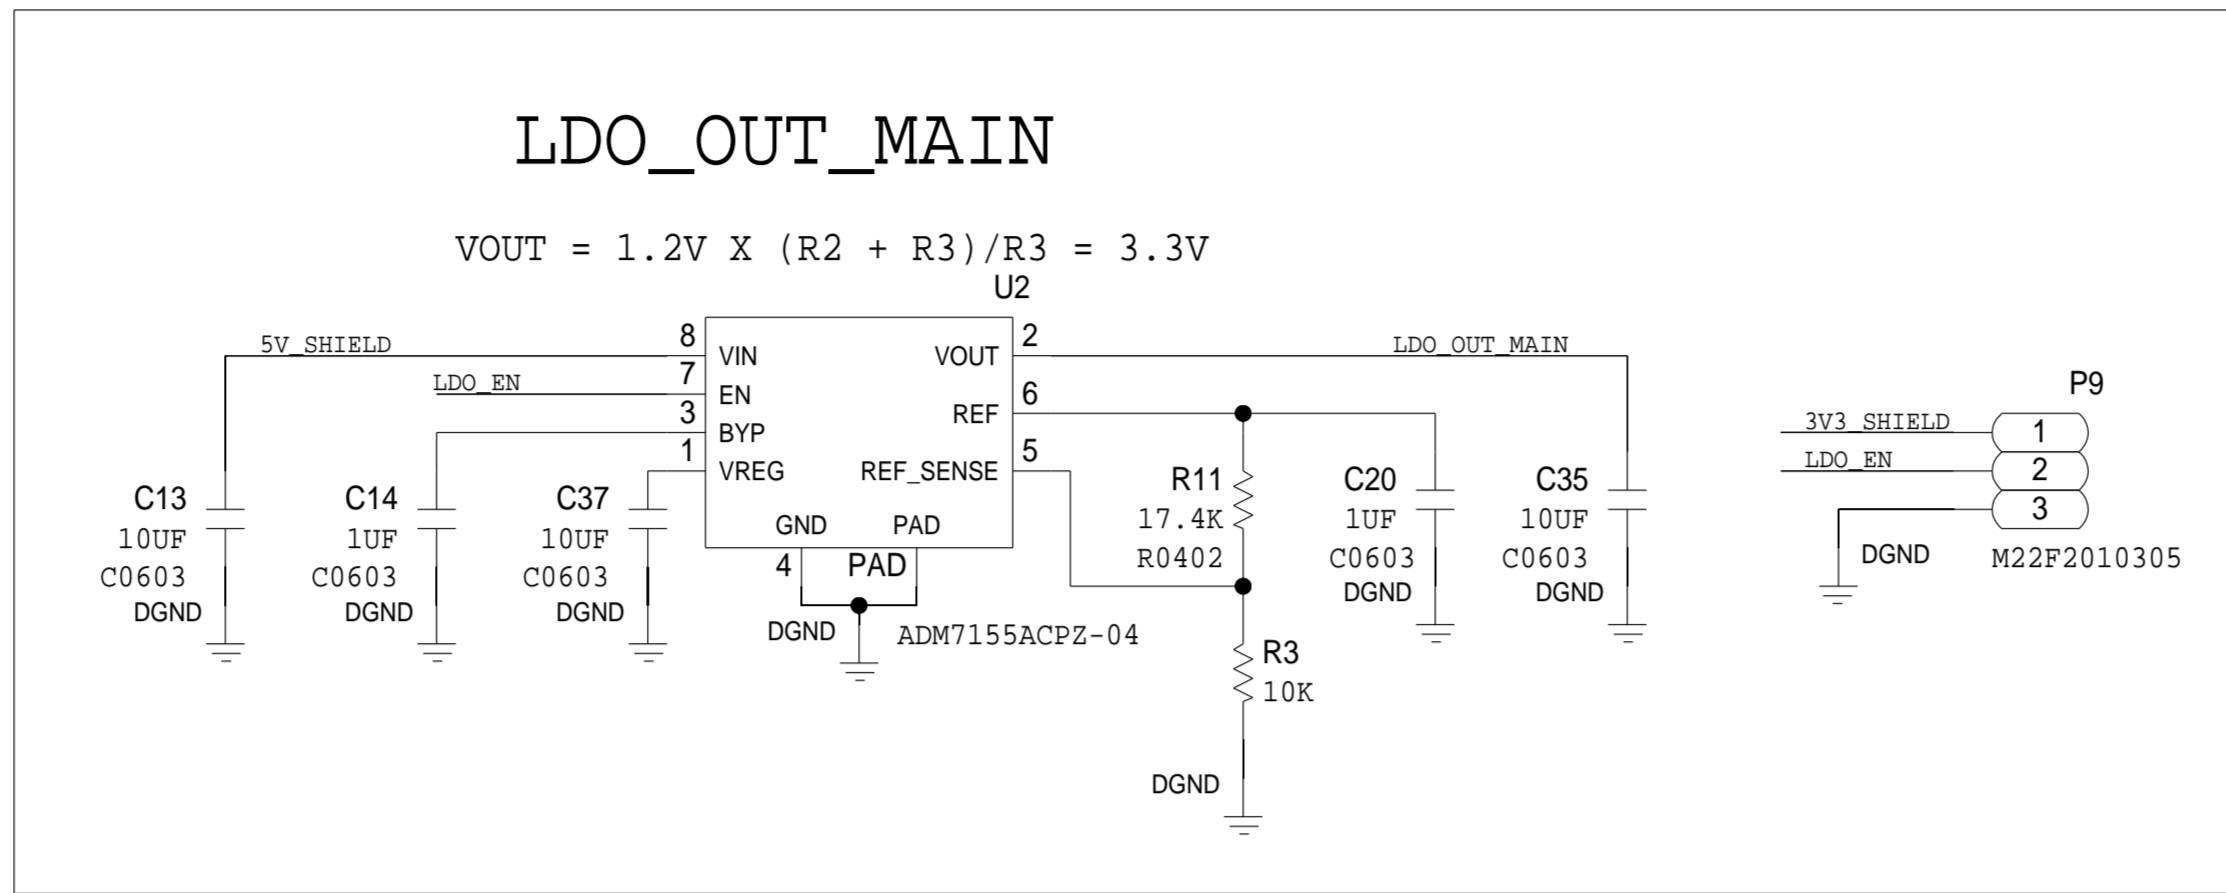 LDO_OUT_MAIN
VOUT = 1.2V X (R2 + R3)/R3 = 3.3V
U2
5V_SHIELD
8
VIN
LDO_EN
7
EN
3
BYP
1
VREG
GND
4
PAD
PAD
VOUT
2
LDO_OUT_MAIN
REF
6
REF_SENSE
5
DGND
ADM7155ACPZ-04
C13
10UF
C0603
DGND
C14
1UF
C0603
DGND
C37
10UF
C0603
DGND
R11
17.4K
R0402
R3
10K
DGND
C20
1UF
C0603
DGND
C35
10UF
C0603
DGND
P9
3V3_SHIELD
1
LDO_EN
2
3
DGND
M22F2010305